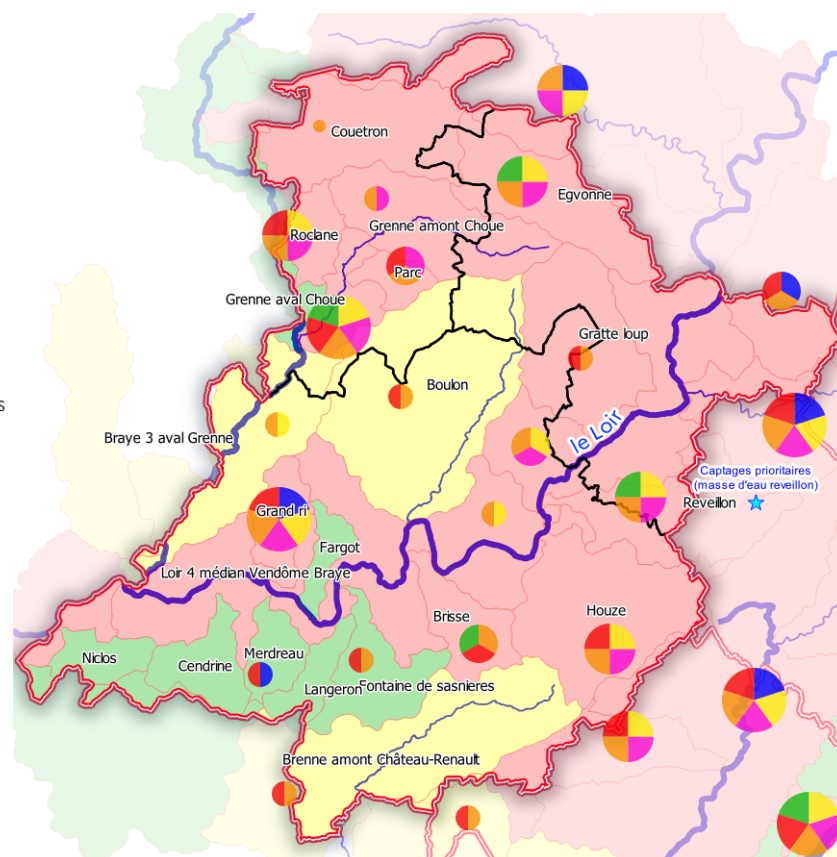 Couetron
Egvonne
Grenne amont Choue
Roclane
Parc
Grenne aval Choue
Gratte loup
Boulon
s
le Loir
Braye 3 aval Grenne
Captages prioritaires
(masse d'eau reveillon)
Reveillon
Grand ri
Fargot
Loir 4 médian Vendôme Braye
Brisse
Houze
Niclos
Cendrine
Merdreau
Langeron
Fontaine de sasnieres
Brenne amont Château-Renault